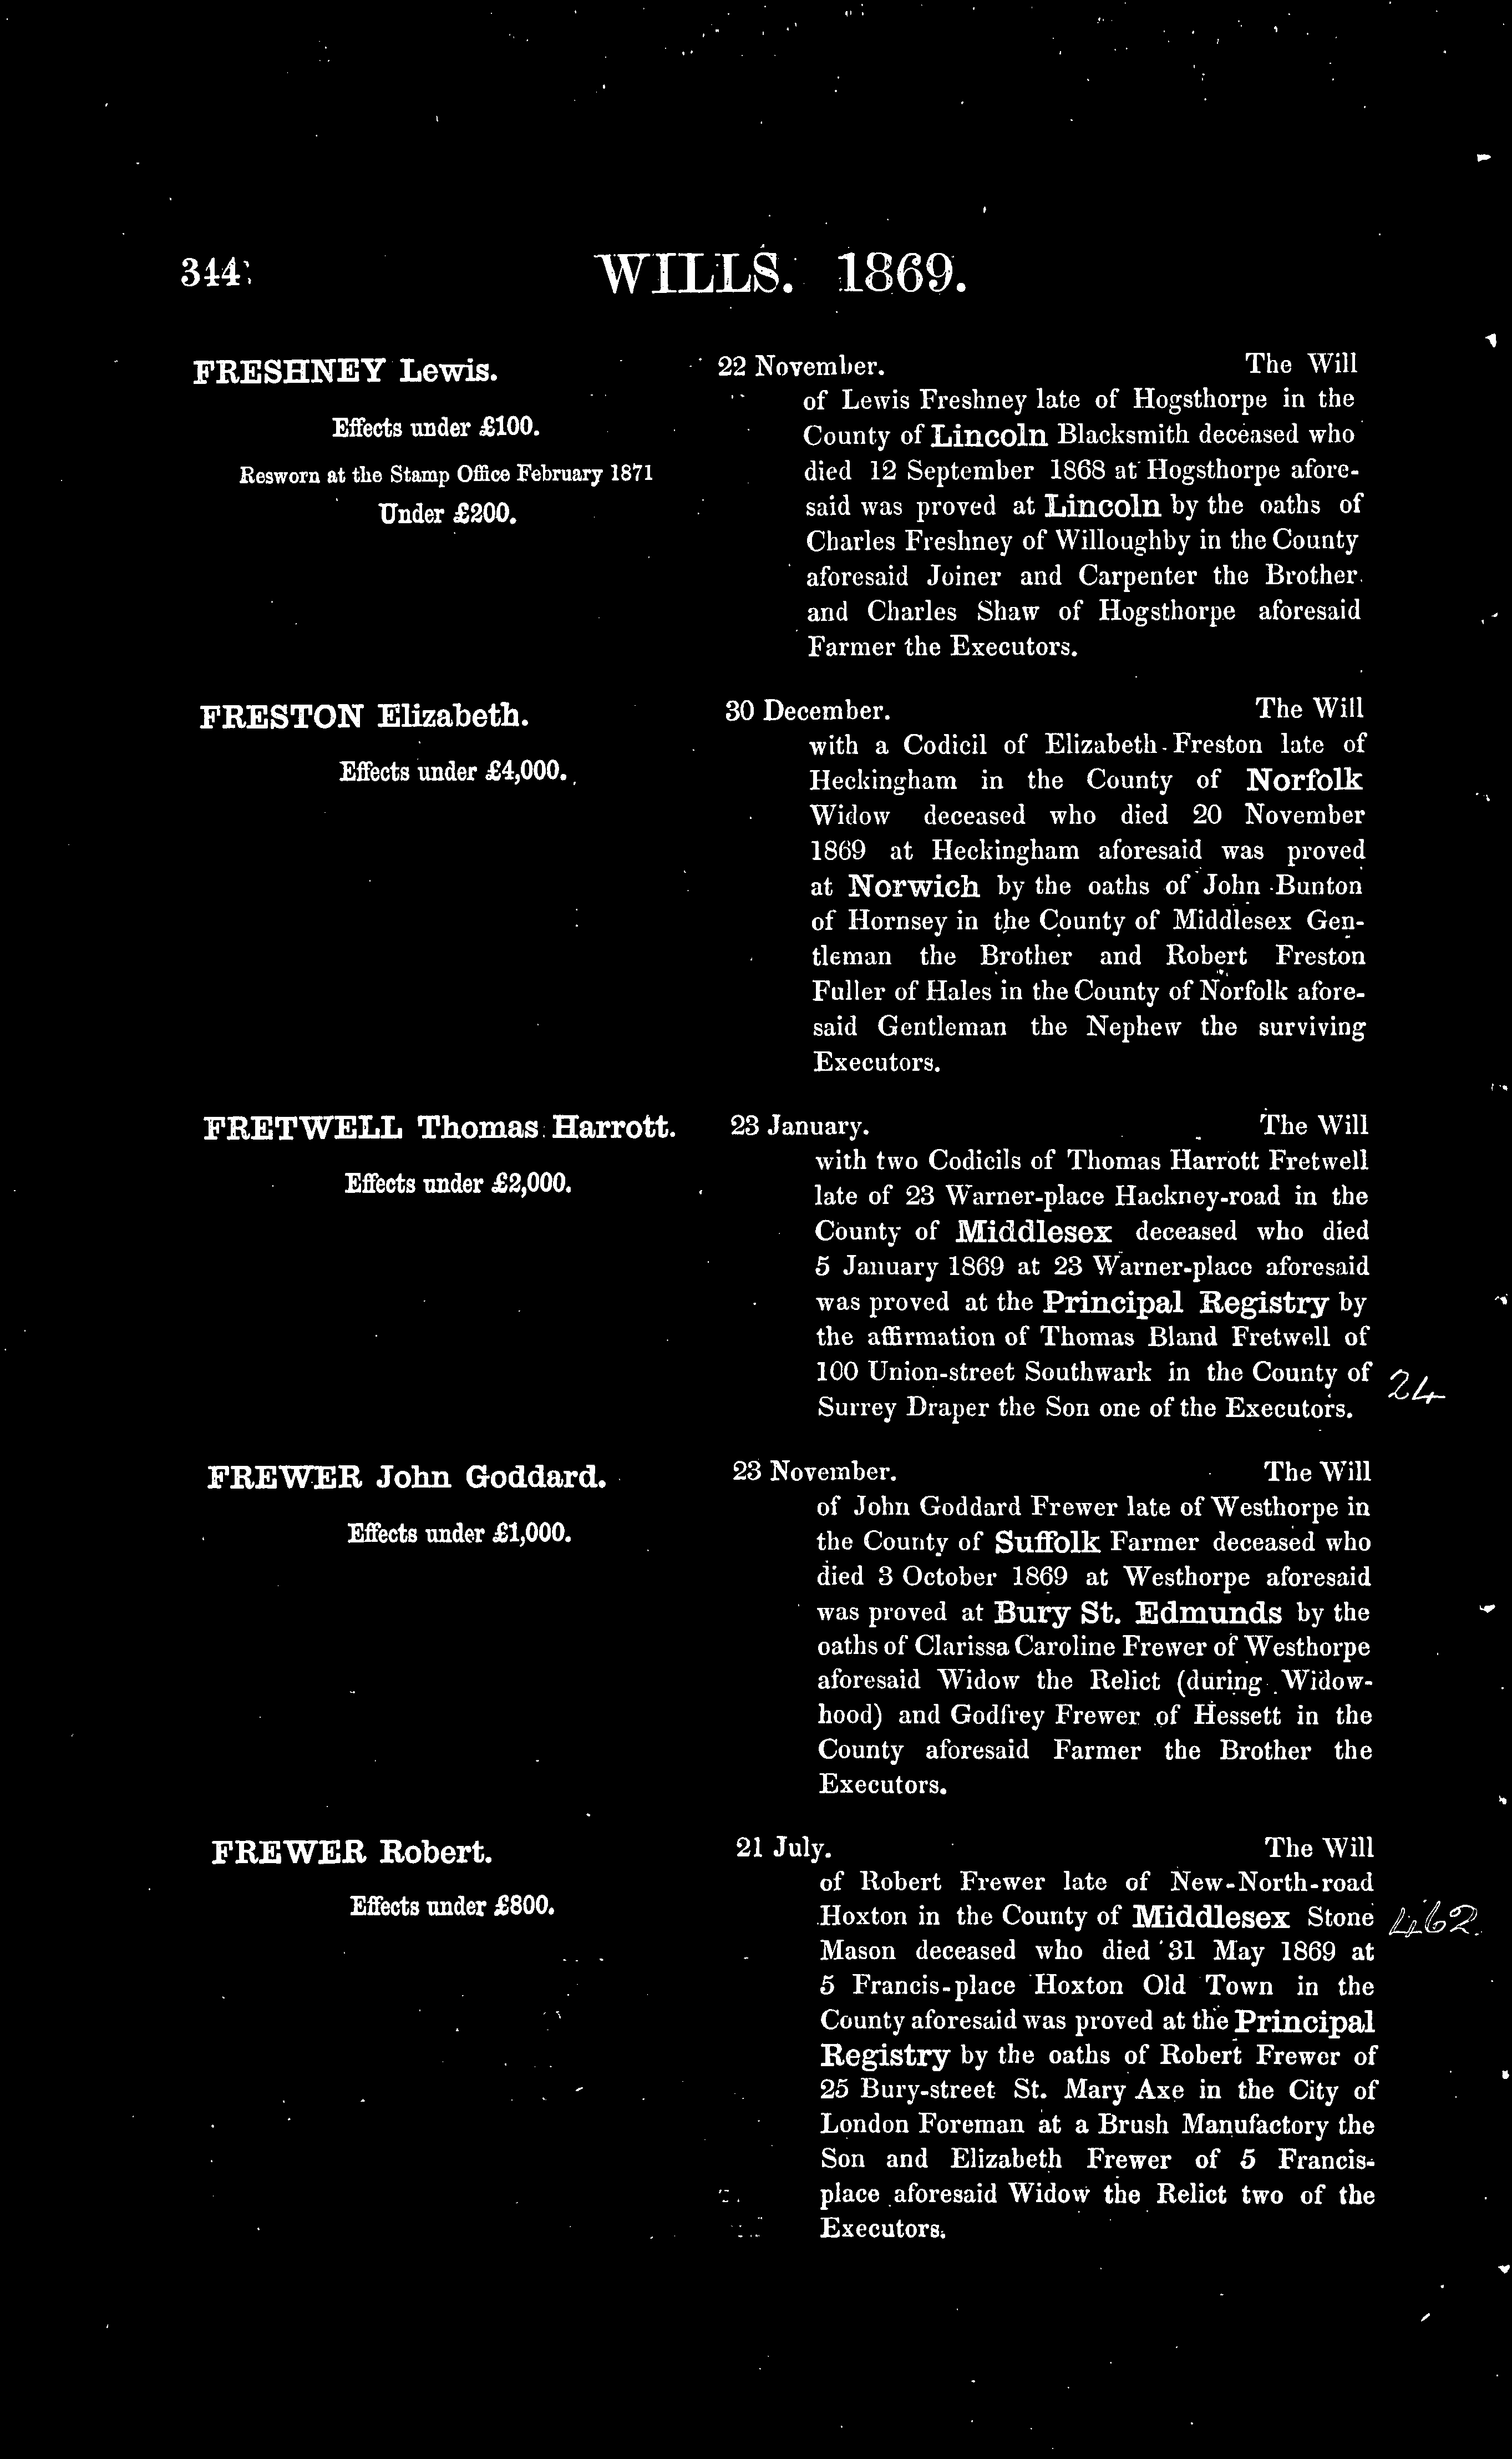 344
WILLS. 1869.
FRESHNEY Lewis.
Effects under £100.
Resworn at the Stamp Office February 1871
Under £200.
22 November. The Will
of Lewis Freshney late of Hogsthorpe in the
County of Lincoln Blacksmith deceased who
died 12 September 1868 at Hogsthorpe afore-
said was proved at Lincoln by the oaths of
Charles Freshney of Willoughby in the County
aforesaid Joiner and Carpenter the Brother
and Charles Shaw of Hogsthorpe aforesaid
Farmer the Executors.
FRESTON Elizabeth.
Effects under £4,000.
30 December. The Will
with a Codicil of Elizabeth Freston late of
Heckingham in the County of Norfolk
Widow deceased who died 20 November
1869 at Heckingham aforesaid was proved
at Norwich by the oaths of John Bunton
of Hornsey in the County of Middlesex Gen-
tleman the Brother and Robert Freston
Fuller of Hales in the County of Norfolk afore-
said Gentleman the Nephew the surviving
Executors.
FRETWELL Thomas Harrott.
Effects under £2,000.
23 January. The Will
with two Codicils of Thomas Harrott Fretwell
late of 23 Warner-place Hackney-road in the
County of Middlesex deceased who died
5 January 1869 at 23 Warner-place aforesaid
was proved at the Principal Registry by
the affirmation of Thomas Bland Fretwell of
100 Union-street Southwark in the County of
Surrey Draper the Son one of the Executors.
24
FREWER John Goddard.
Effects under £1,000.
23 November. The Will
of John Goddard Frewer late of Westhorpe in
the County of Suffolk Farmer deceased who
died 3 October 1869 at Westhorpe aforesaid
was proved at Bury St. Edmunds by the
oaths of Clarissa Caroline Frewer of Westhorpe
aforesaid Widow the Relict (during Widow-
hood) and Godfrey Frewer of Hessett in the
County aforesaid Farmer the Brother the
Executors.
FREWER Robert.
Effects under £800.
21 July. The Will
of Robert Frewer late of New-North-road
Hoxton in the County of Middlesex Stone
462
Mason deceased who died 31 May 1869 at
5 Francis-place Hoxton Old Town in the
County aforesaid was proved at the Principal
Registry by the oaths of Robert Frewer of
25 Bury-street St. Mary Axe in the City of
London Foreman at a Brush Manufactory the
Son and Elizabeth Frewer of 5 Francis-
place aforesaid Widow the Relict two of the
Executors.